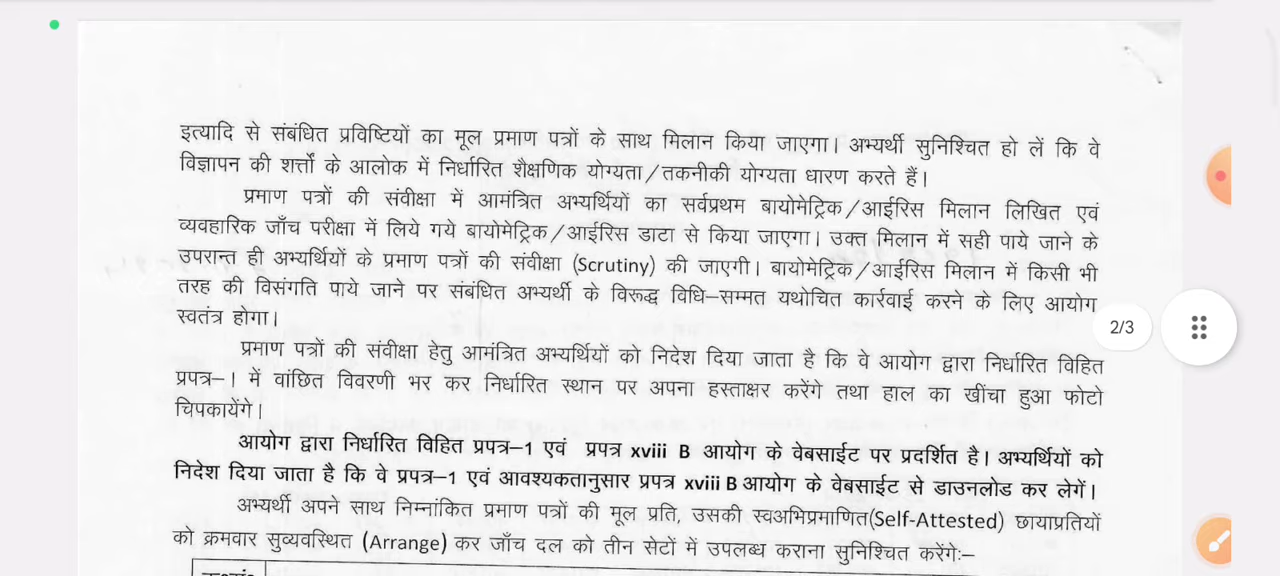 इत्यादि से संबंधित प्रविष्टियों का मूल प्रमाण पत्रों के साथ मिलान किया जाएगा। अभ्यर्थी सुनिश्चित हो लें कि वे
विज्ञापन की शर्त्तों के आलोक में निर्धारित शैक्षणिक योग्यता/तकनीकी योग्यता धारण करते हैं।
प्रमाण पत्रों की संवीक्षा में आमंत्रित अभ्यर्थियों का सर्वप्रथम बायोमेट्रिक/आईरिस मिलान लिखित एवं
व्यवहारिक जाँच परीक्षा में लिये गये बायोमेट्रिक/आईरिस डाटा से किया जाएगा। उक्त मिलान में सही पाये जाने के
उपरान्त ही अभ्यर्थियों के प्रमाण पत्रों की संवीक्षा (Scrutiny) की जाएगी। बायोमेट्रिक/आईरिस मिलान में किसी भी
तरह की विसंगति पाये जाने पर संबंधित अभ्यर्थी के विरूद्ध विधि–सम्मत यथोचित कार्रवाई करने के लिए आयोग
स्वतंत्र होगा।
2/3
प्रमाण पत्रों की संवीक्षा हेतु आमंत्रित अभ्यर्थियों को निदेश दिया जाता है कि वे आयोग द्वारा निर्धारित विहित
प्रपत्र–I में वांछित विवरणी भर कर निर्धारित स्थान पर अपना हस्ताक्षर करेंगे तथा हाल का खींचा हुआ फोटो
चिपकायेंगे।
आयोग द्वारा निर्धारित विहित प्रपत्र–1 एवं प्रपत्र xviii B आयोग के वेबसाईट पर प्रदर्शित है। अभ्यर्थियों को
निदेश दिया जाता है कि वे प्रपत्र–1 एवं आवश्यकतानुसार प्रपत्र xviii B आयोग के वेबसाईट से डाउनलोड कर लेगें।
अभ्यर्थी अपने साथ निम्नांकित प्रमाण पत्रों की मूल प्रति, उसकी स्वअभिप्रमाणित(Self-Attested) छायाप्रतियों
को क्रमवार सुव्यवस्थित (Arrange) कर जाँच दल को तीन सेटों में उपलब्ध कराना सुनिश्चित करेंगेः–